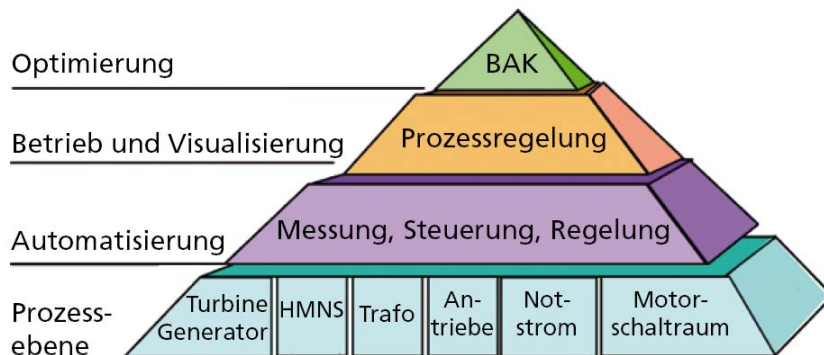 Optimierung
BAK
Betrieb und Visualisierung
Prozessregelung
Automatisierung
Messung, Steuerung, Regelung
Prozess-
ebene
Turbine
Generator
HMNS
Trafo
An-
triebe
Not-
strom
Motor-
schaltraum